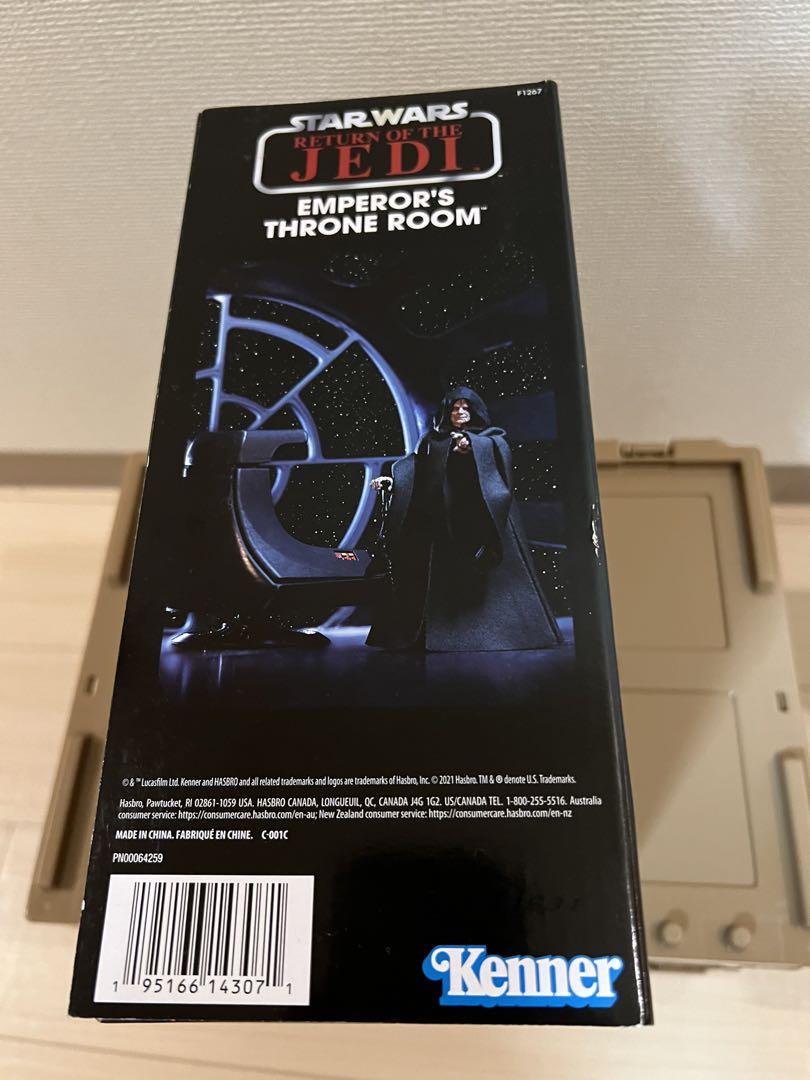 F1267
STAR WARS
RETURN OF THE
JEDI™
EMPEROR'S
THRONE ROOM™
© & ™ Lucasfilm Ltd. Kenner and HASBRO and all related trademarks and logos are trademarks of Hasbro, Inc. © 2021 Hasbro. TM & ® denote U.S. Trademarks.
Hasbro, Pawtucket, RI 02861-1059 USA. HASBRO CANADA, LONGUEUIL, QC, CANADA J4G 1G2. US/CANADA TEL. 1-800-255-5516. Australia
consumer service: https://consumercare.hasbro.com/en-au; New Zealand consumer service: https://consumercare.hasbro.com/en-nz
MADE IN CHINA. FABRIQUÉ EN CHINE. C-001C
PN00064259
1 95166 14307 1
Kenner